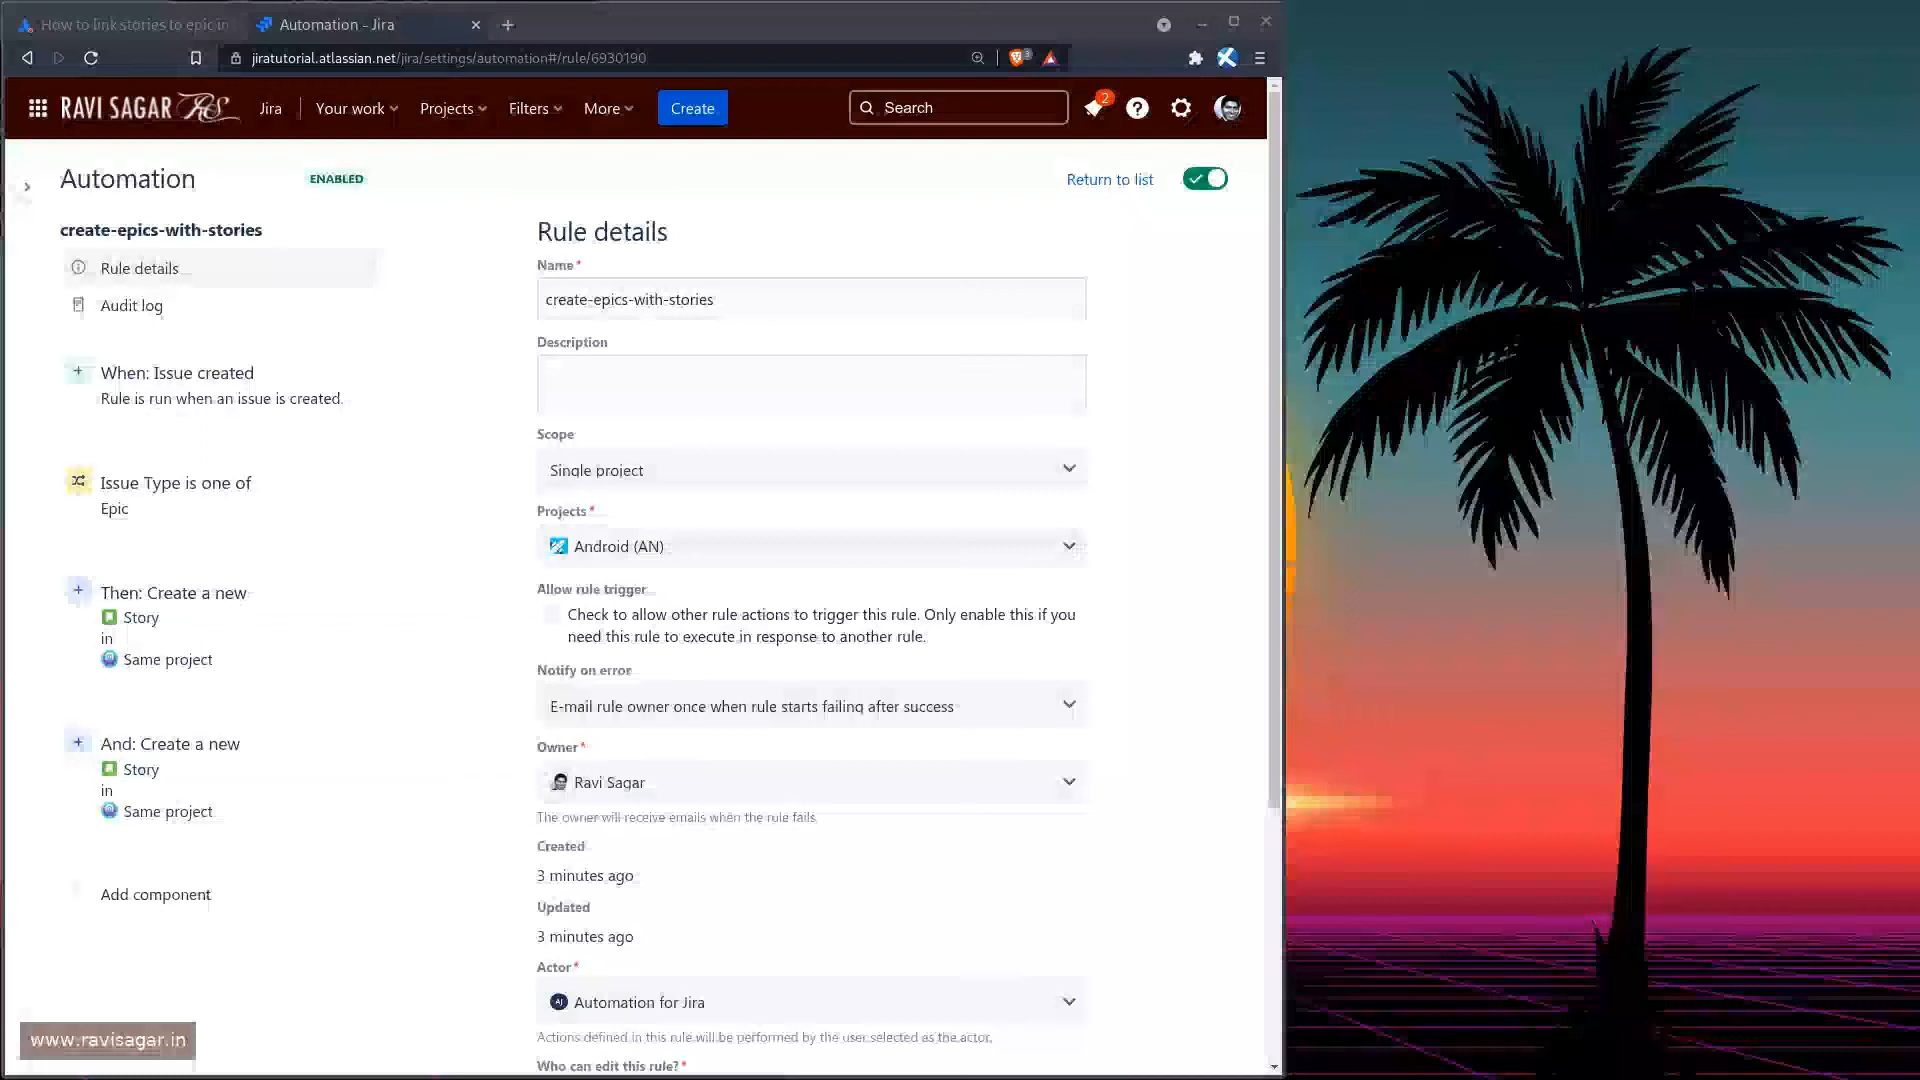 How to link stories to epic in
Automation - Jira
jiratutorial.atlassian.net/jira/settings/automation#/rule/6930190
3
RAVI SAGAR RS
Jira
Your work
Projects
Filters
More
Create
Search
2
Automation
ENABLED
Return to list
create-epics-with-stories
Rule details
Audit log
When: Issue created
Rule is run when an issue is created.
Issue Type is one of
Epic
Then: Create a new
Story
in
Same project
And: Create a new
Story
in
Same project
Add component
Rule details
Name *
create-epics-with-stories
Description
Scope
Single project
Projects *
Android (AN)
Allow rule trigger
Check to allow other rule actions to trigger this rule. Only enable this if you
need this rule to execute in response to another rule.
Notify on error
E-mail rule owner once when rule starts failing after success
Owner *
Ravi Sagar
The owner will receive emails when the rule fails.
Created
3 minutes ago
Updated
3 minutes ago
Actor *
AJ Automation for Jira
Actions defined in this rule will be performed by the user selected as the actor.
Who can edit this rule? *
www.ravisagar.in